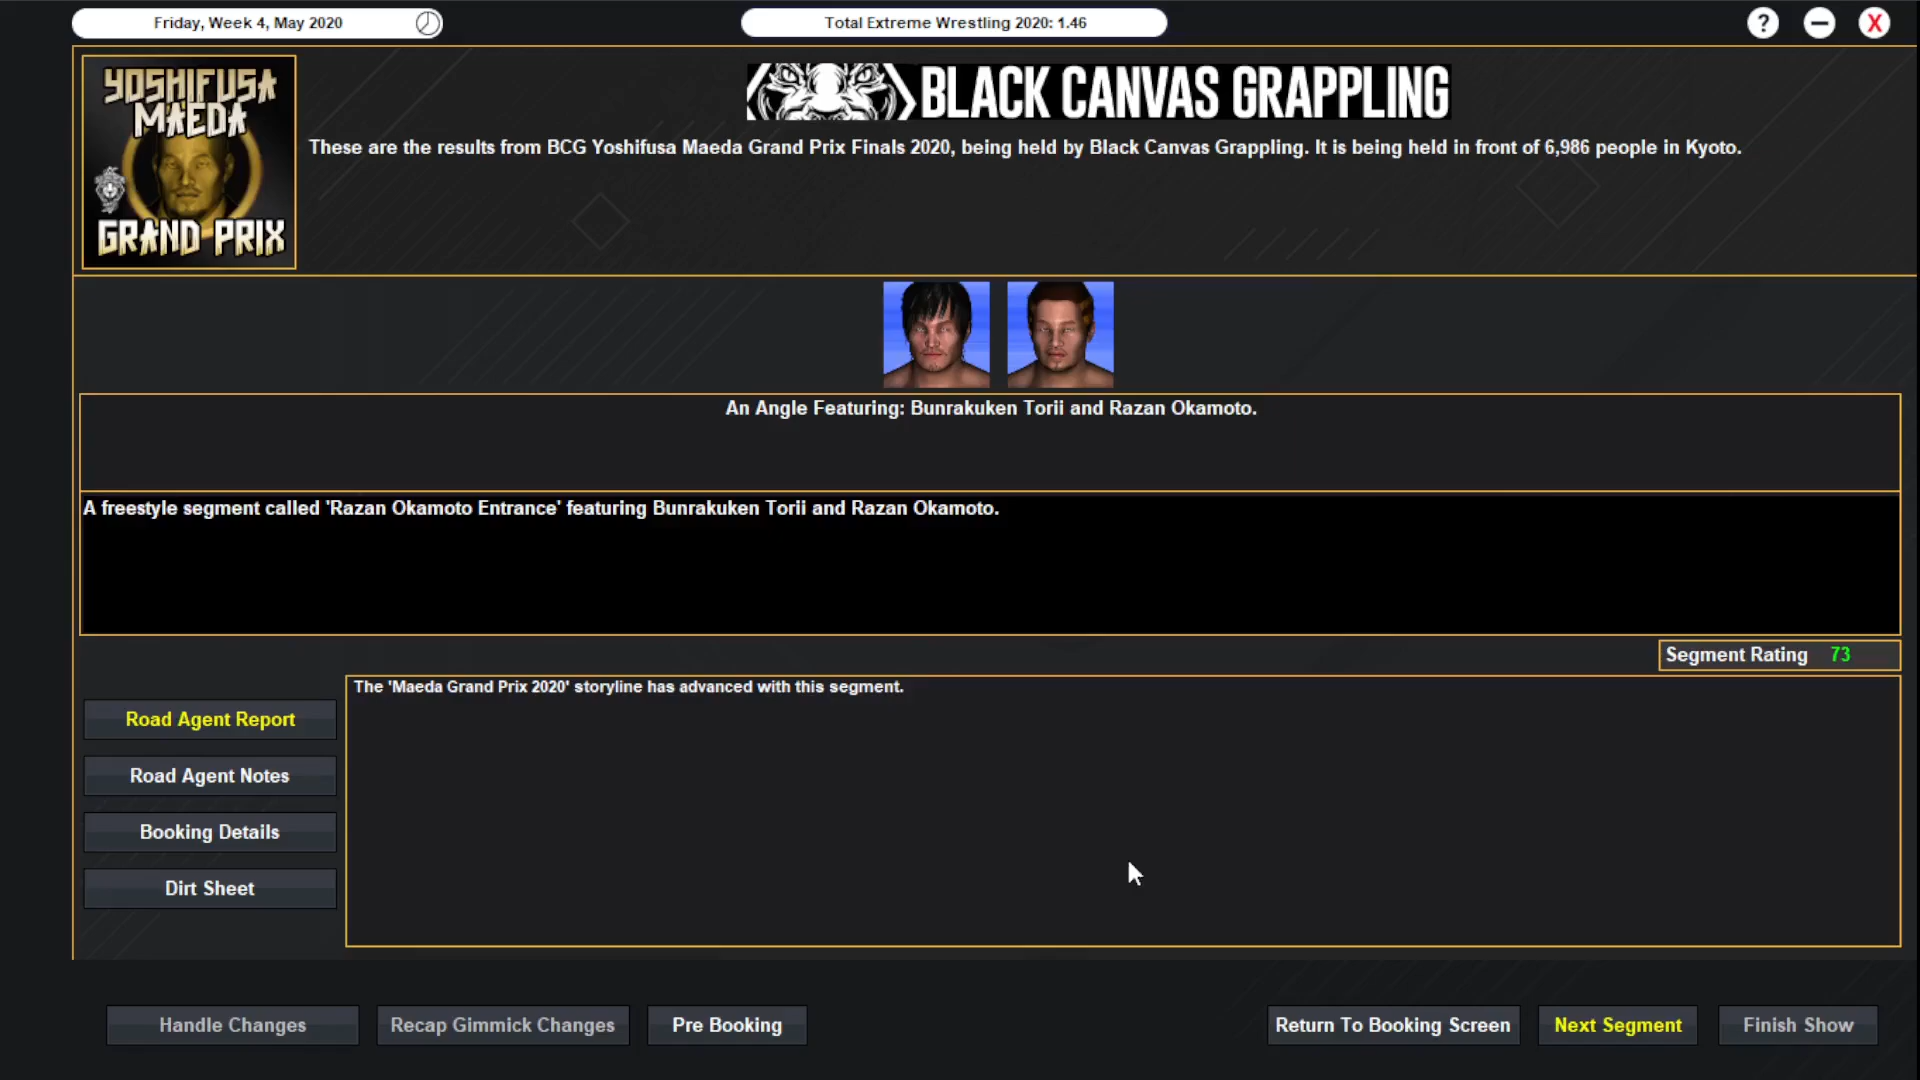 Friday, Week 4, May 2020
Total Extreme Wrestling 2020: 1.46
?
X
YOSHIFUSA
MAEDA
GRAND PRIX
BLACK CANVAS GRAPPLING
These are the results from BCG Yoshifusa Maeda Grand Prix Finals 2020, being held by Black Canvas Grappling. It is being held in front of 6,986 people in Kyoto.
An Angle Featuring: Bunrakuken Torii and Razan Okamoto.
A freestyle segment called 'Razan Okamoto Entrance' featuring Bunrakuken Torii and Razan Okamoto.
Segment Rating 73
The 'Maeda Grand Prix 2020' storyline has advanced with this segment.
Road Agent Report
Road Agent Notes
Booking Details
Dirt Sheet
Handle Changes
Recap Gimmick Changes
Pre Booking
Return To Booking Screen
Next Segment
Finish Show